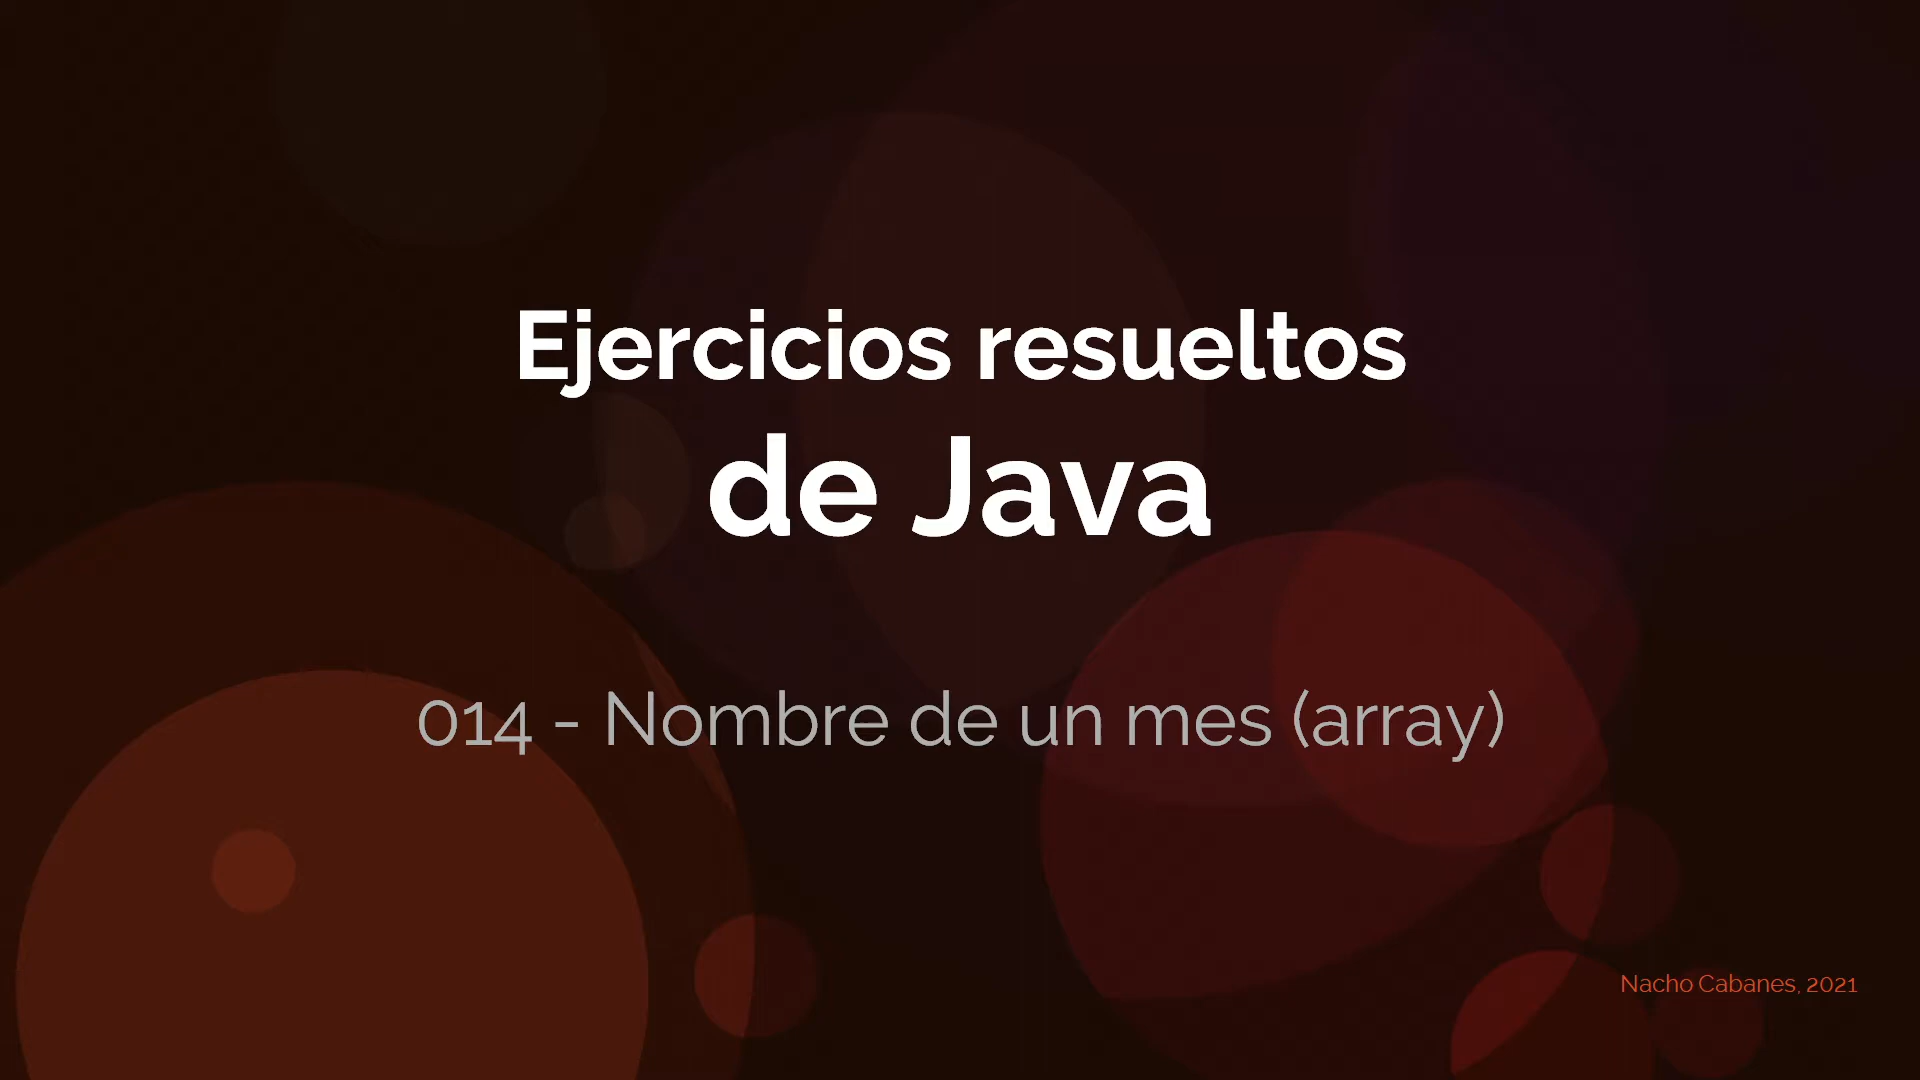 Ejercicios resueltos
de Java
014 - Nombre de un mes (array)
Nacho Cabanes, 2021